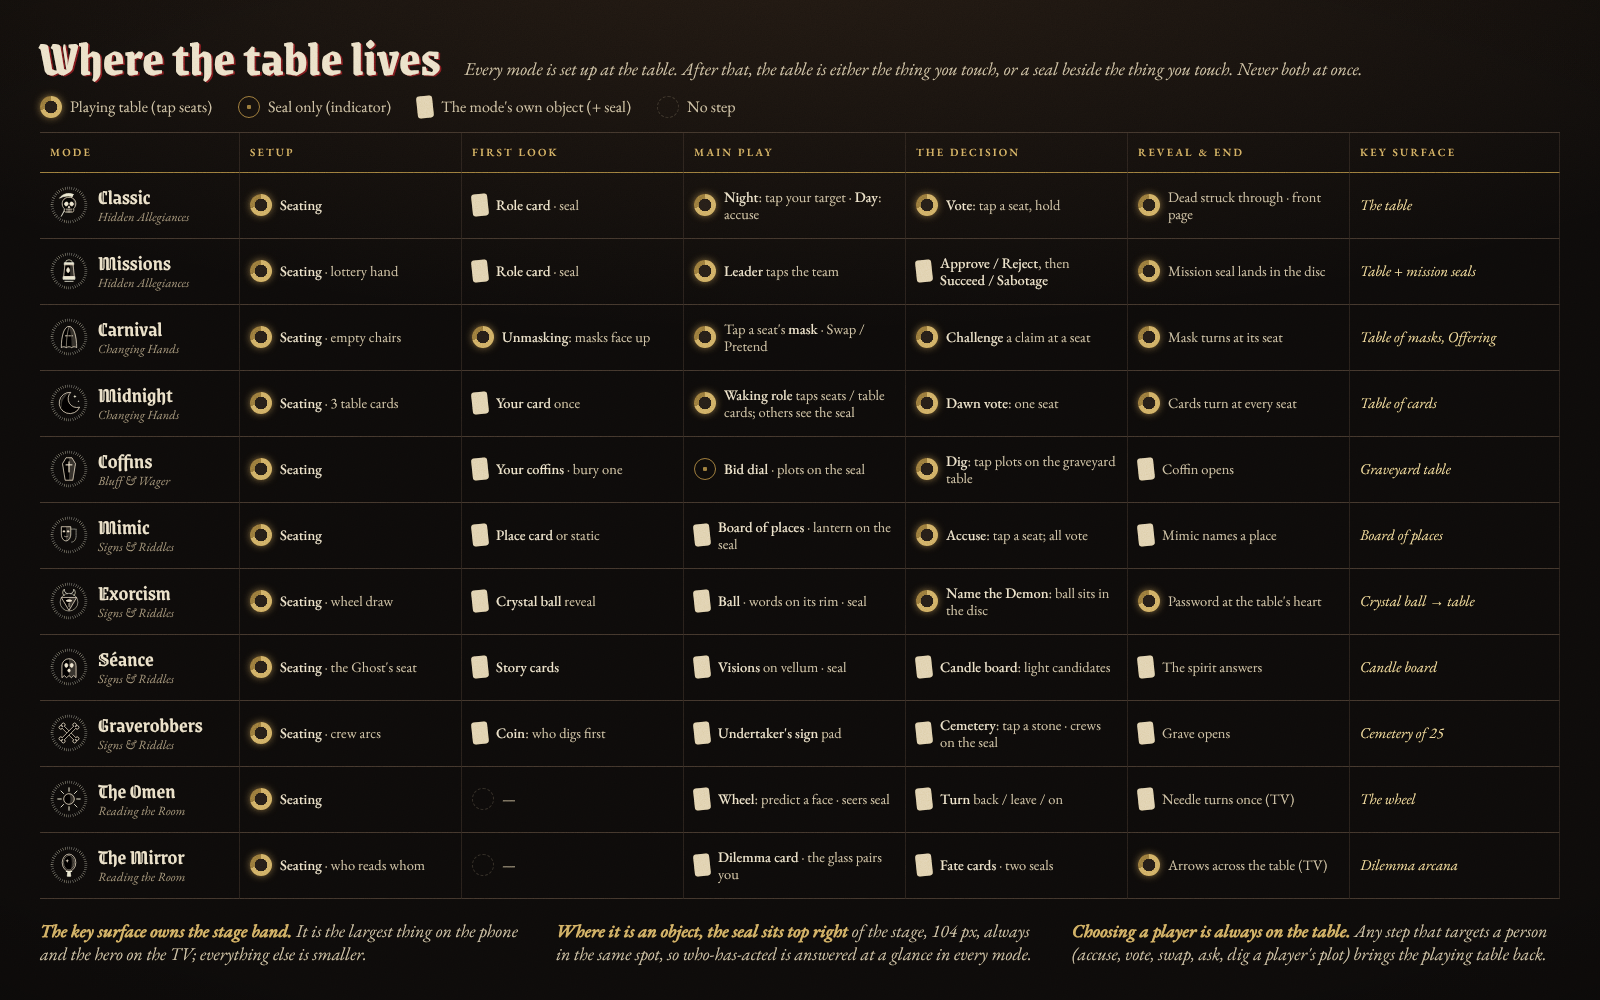 Where the table lives
Every mode is set up at the table. After that, the table is either the thing you touch, or a seal beside the thing you touch. Never both at once.
Playing table (tap seats)
Seal only (indicator)
The mode's own object (+ seal)
No step
MODE
SETUP
FIRST LOOK
MAIN PLAY
THE DECISION
REVEAL & END
KEY SURFACE
Classic
Hidden Allegiances
Seating
Role card · seal
Night: tap your target · Day:
accuse
Vote: tap a seat, hold
Dead struck through · front
page
The table
Missions
Hidden Allegiances
Seating · lottery hand
Role card · seal
Leader taps the team
Approve / Reject, then
Succeed / Sabotage
Mission seal lands in the disc
Table + mission seals
Carnival
Changing Hands
Seating · empty chairs
Unmasking: masks face up
Tap a seat's mask · Swap /
Pretend
Challenge a claim at a seat
Mask turns at its seat
Table of masks, Offering
Midnight
Changing Hands
Seating · 3 table cards
Your card once
Waking role taps seats / table
cards; others see the seal
Dawn vote: one seat
Cards turn at every seat
Table of cards
Coffins
Bluff & Wager
Seating
Your coffins · bury one
Bid dial · plots on the seal
Dig: tap plots on the graveyard
table
Coffin opens
Graveyard table
Mimic
Signs & Riddles
Seating
Place card or static
Board of places · lantern on the
seal
Accuse: tap a seat; all vote
Mimic names a place
Board of places
Exorcism
Signs & Riddles
Seating · wheel draw
Crystal ball reveal
Ball · words on its rim · seal
Name the Demon: ball sits in
the disc
Password at the table's heart
Crystal ball → table
Séance
Signs & Riddles
Seating · the Ghost's seat
Story cards
Visions on vellum · seal
Candle board: light candidates
The spirit answers
Candle board
Graverobbers
Signs & Riddles
Seating · crew arcs
Coin: who digs first
Undertaker's sign pad
Cemetery: tap a stone · crews
on the seal
Grave opens
Cemetery of 25
The Omen
Reading the Room
Seating
—
Wheel: predict a face · seers seal
Turn back / leave / on
Needle turns once (TV)
The wheel
The Mirror
Reading the Room
Seating · who reads whom
—
Dilemma card · the glass pairs
you
Fate cards · two seals
Arrows across the table (TV)
Dilemma arcana
The key surface owns the stage band. It is the largest thing on the phone
and the hero on the TV; everything else is smaller.
Where it is an object, the seal sits top right of the stage, 104 px, always
in the same spot, so who-has-acted is answered at a glance in every mode.
Choosing a player is always on the table. Any step that targets a person
(accuse, vote, swap, ask, dig a player's plot) brings the playing table back.